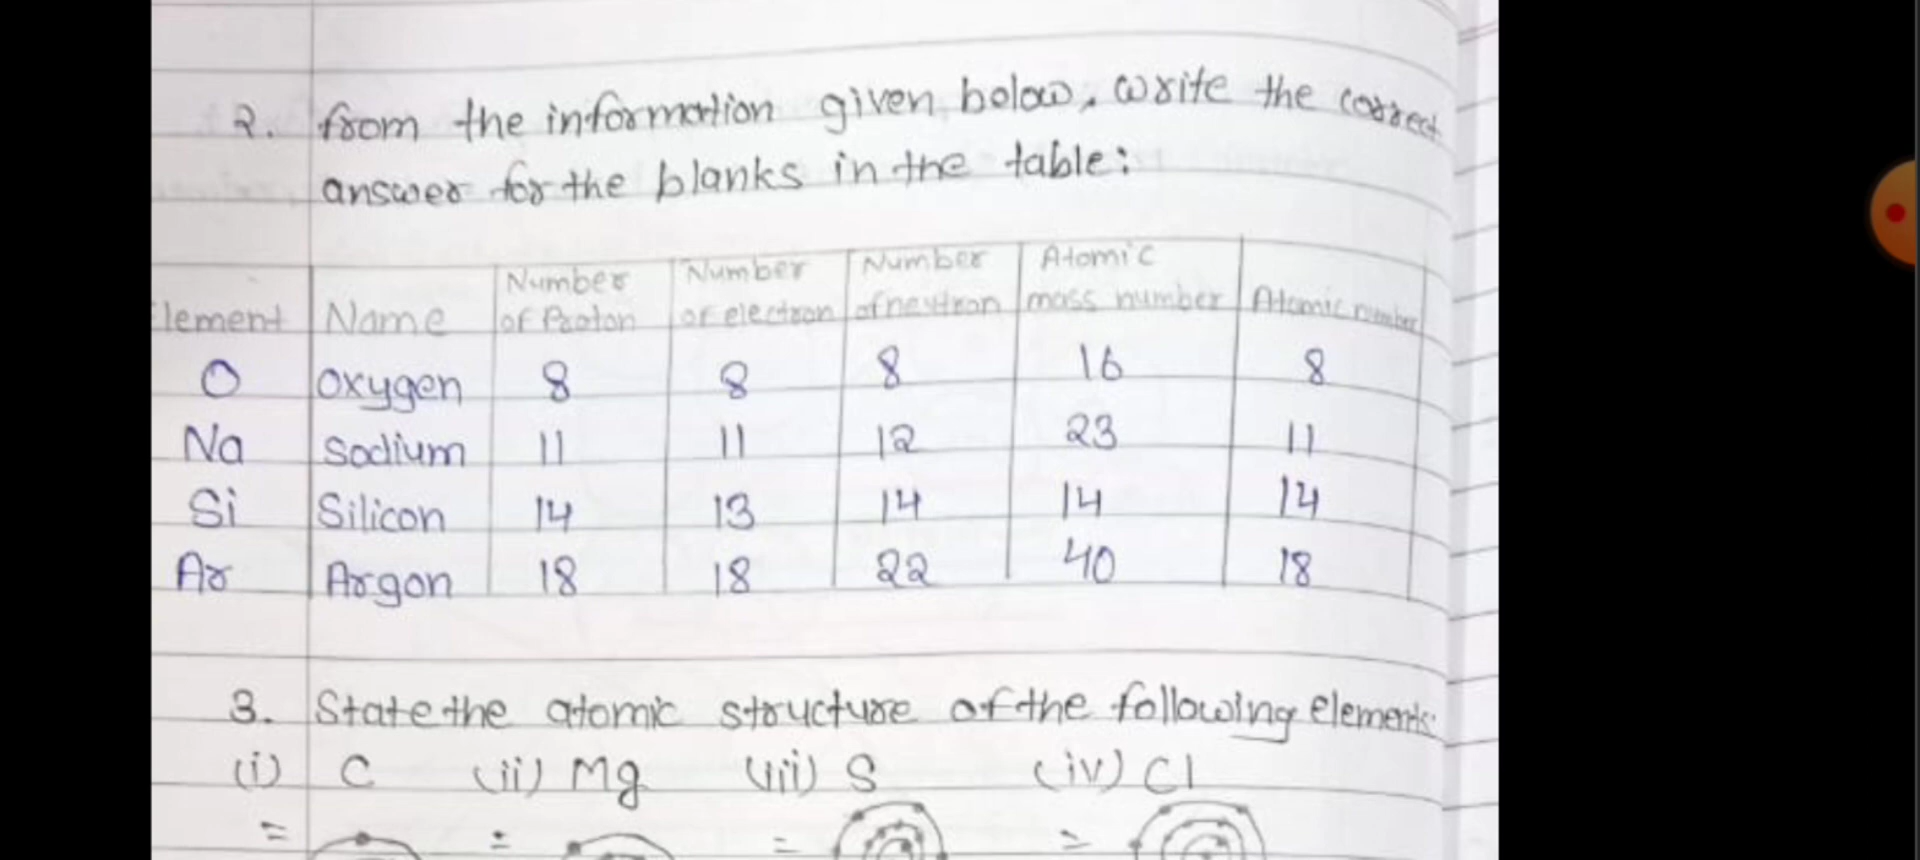 2. from the information given below, write the correct
answer for the blanks in the table:
Element Name Number of Proton Number of electron Number of neutron Atomic mass number Atomic number
O Oxygen 8 8 8 16 8
Na Sodium 11 11 12 23 11
Si Silicon 14 13 14 14 14
Ar Argon 18 18 22 40 18
3. State the atomic structure of the following elements
(i) C (ii) Mg (iii) S (iv) Cl
= = = =